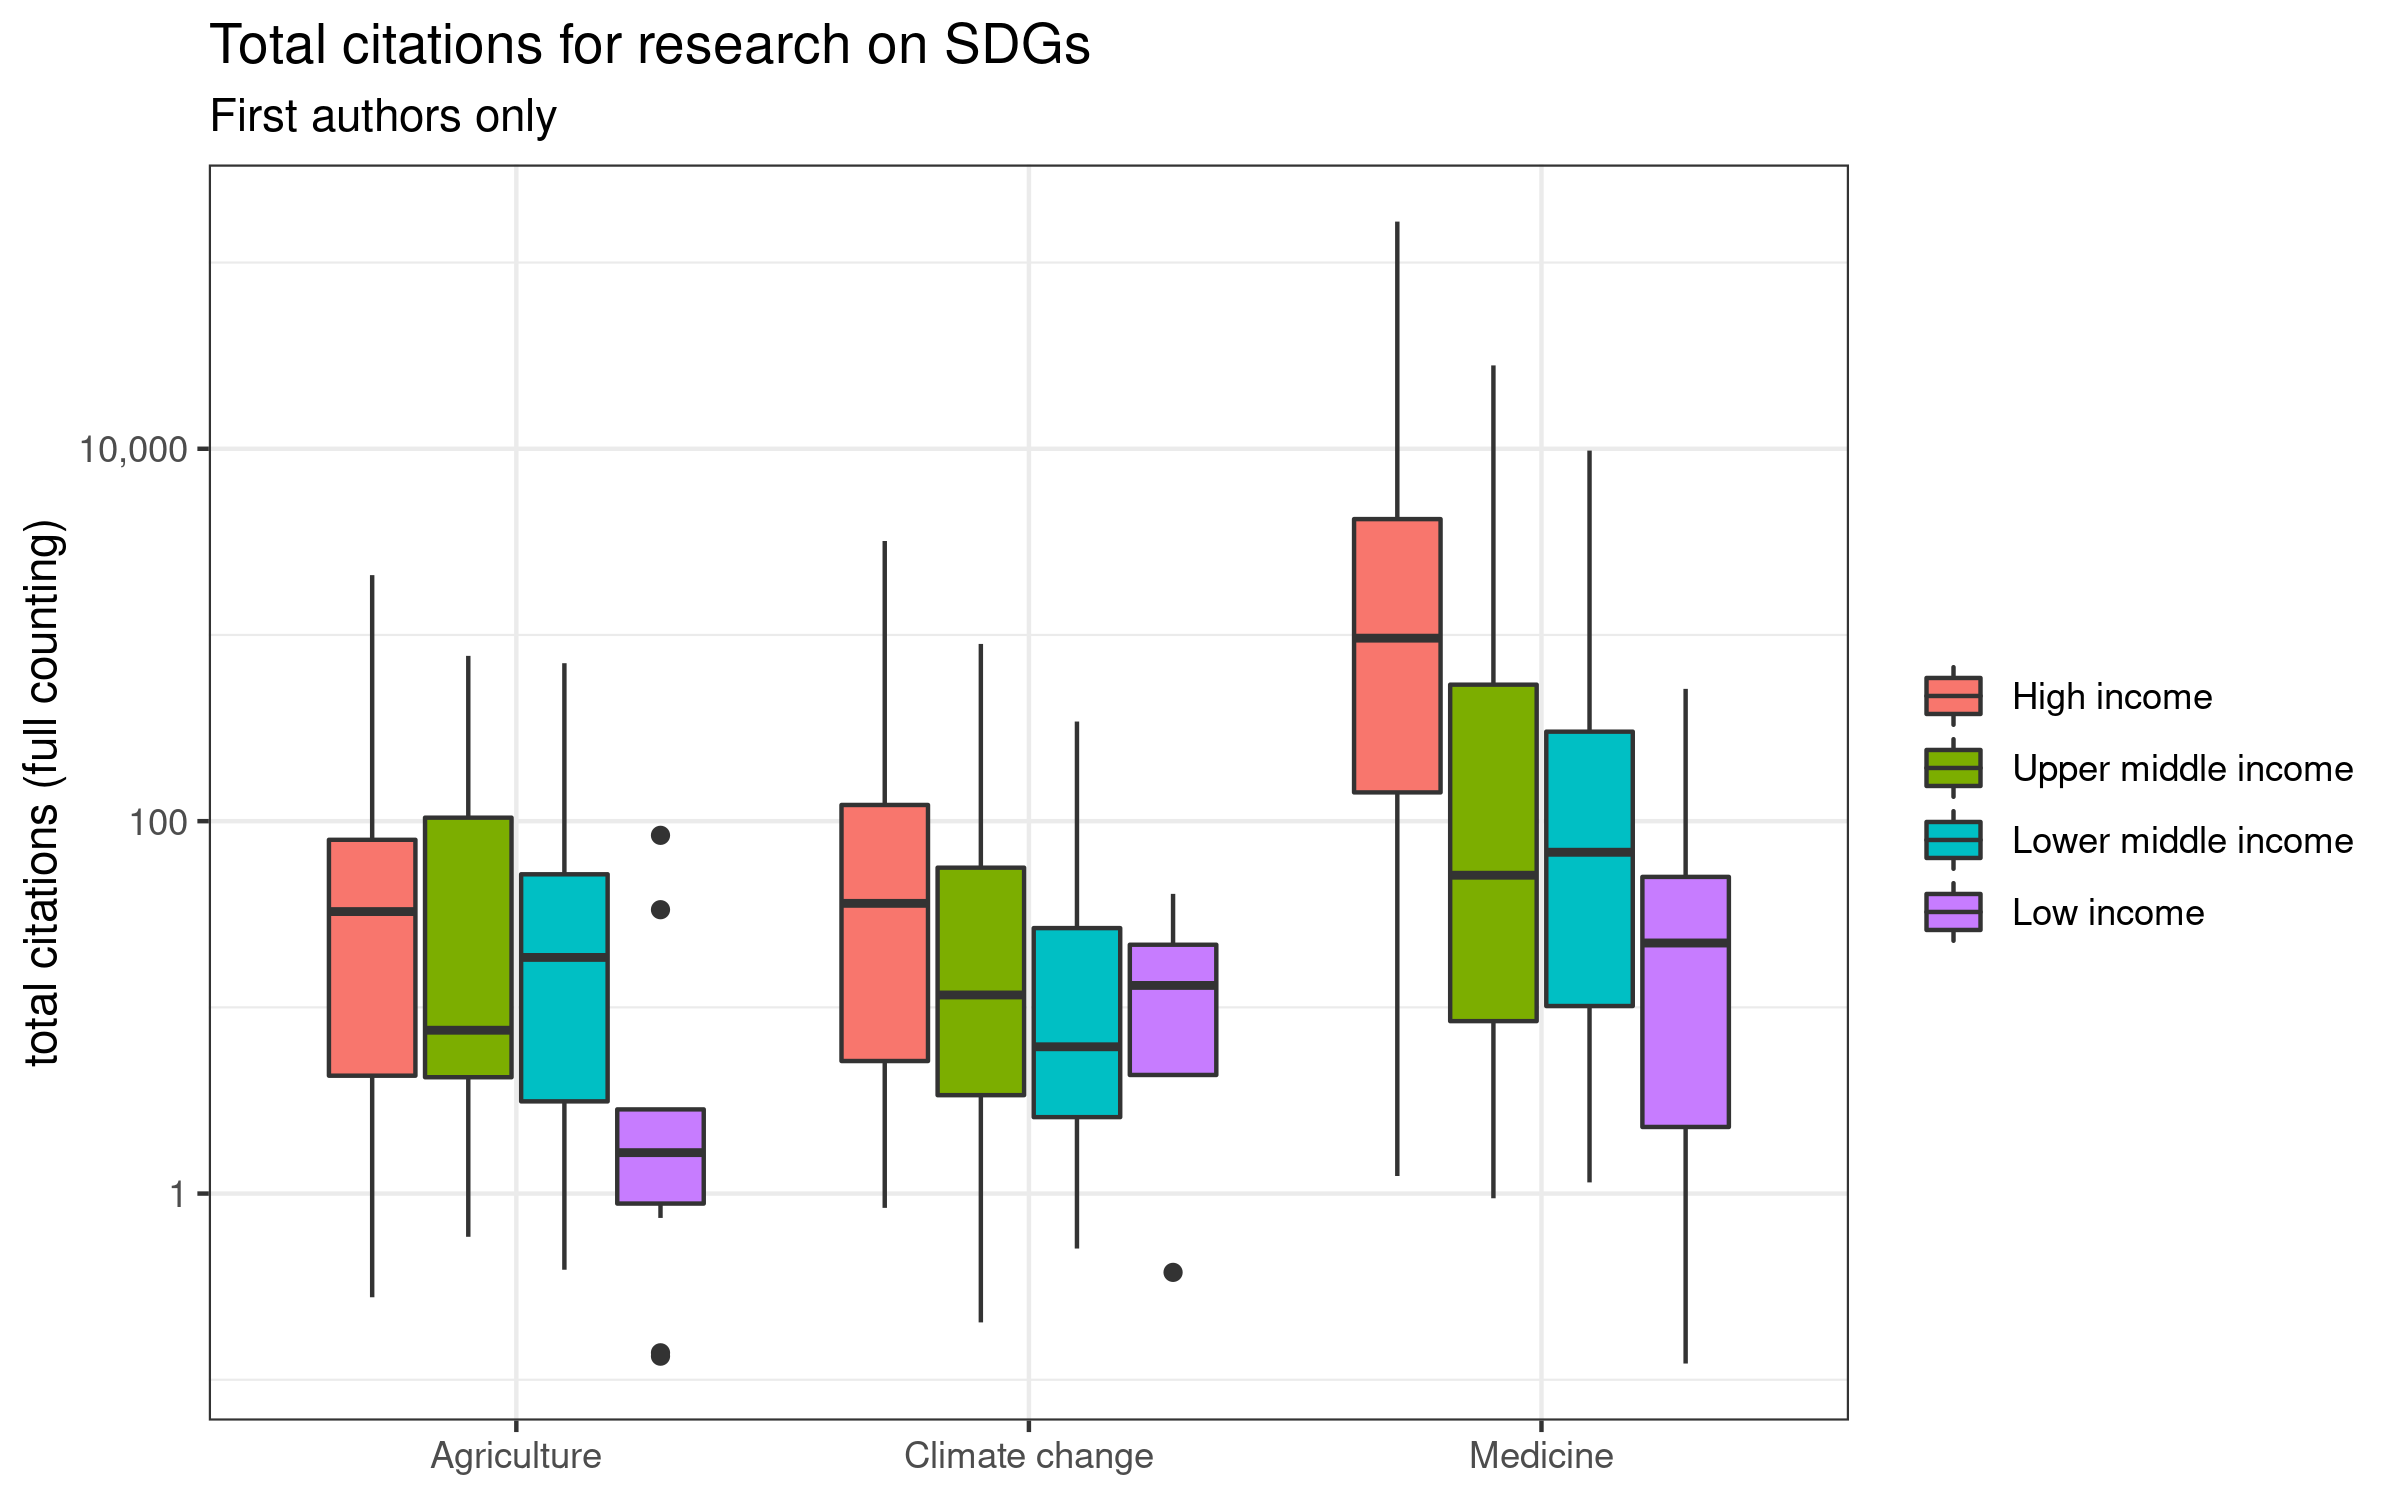 Total citations for research on SDGs
First authors only
total citations (full counting)
10,000
100
1
Agriculture
Climate change
Medicine
High income
Upper middle income
Lower middle income
Low income